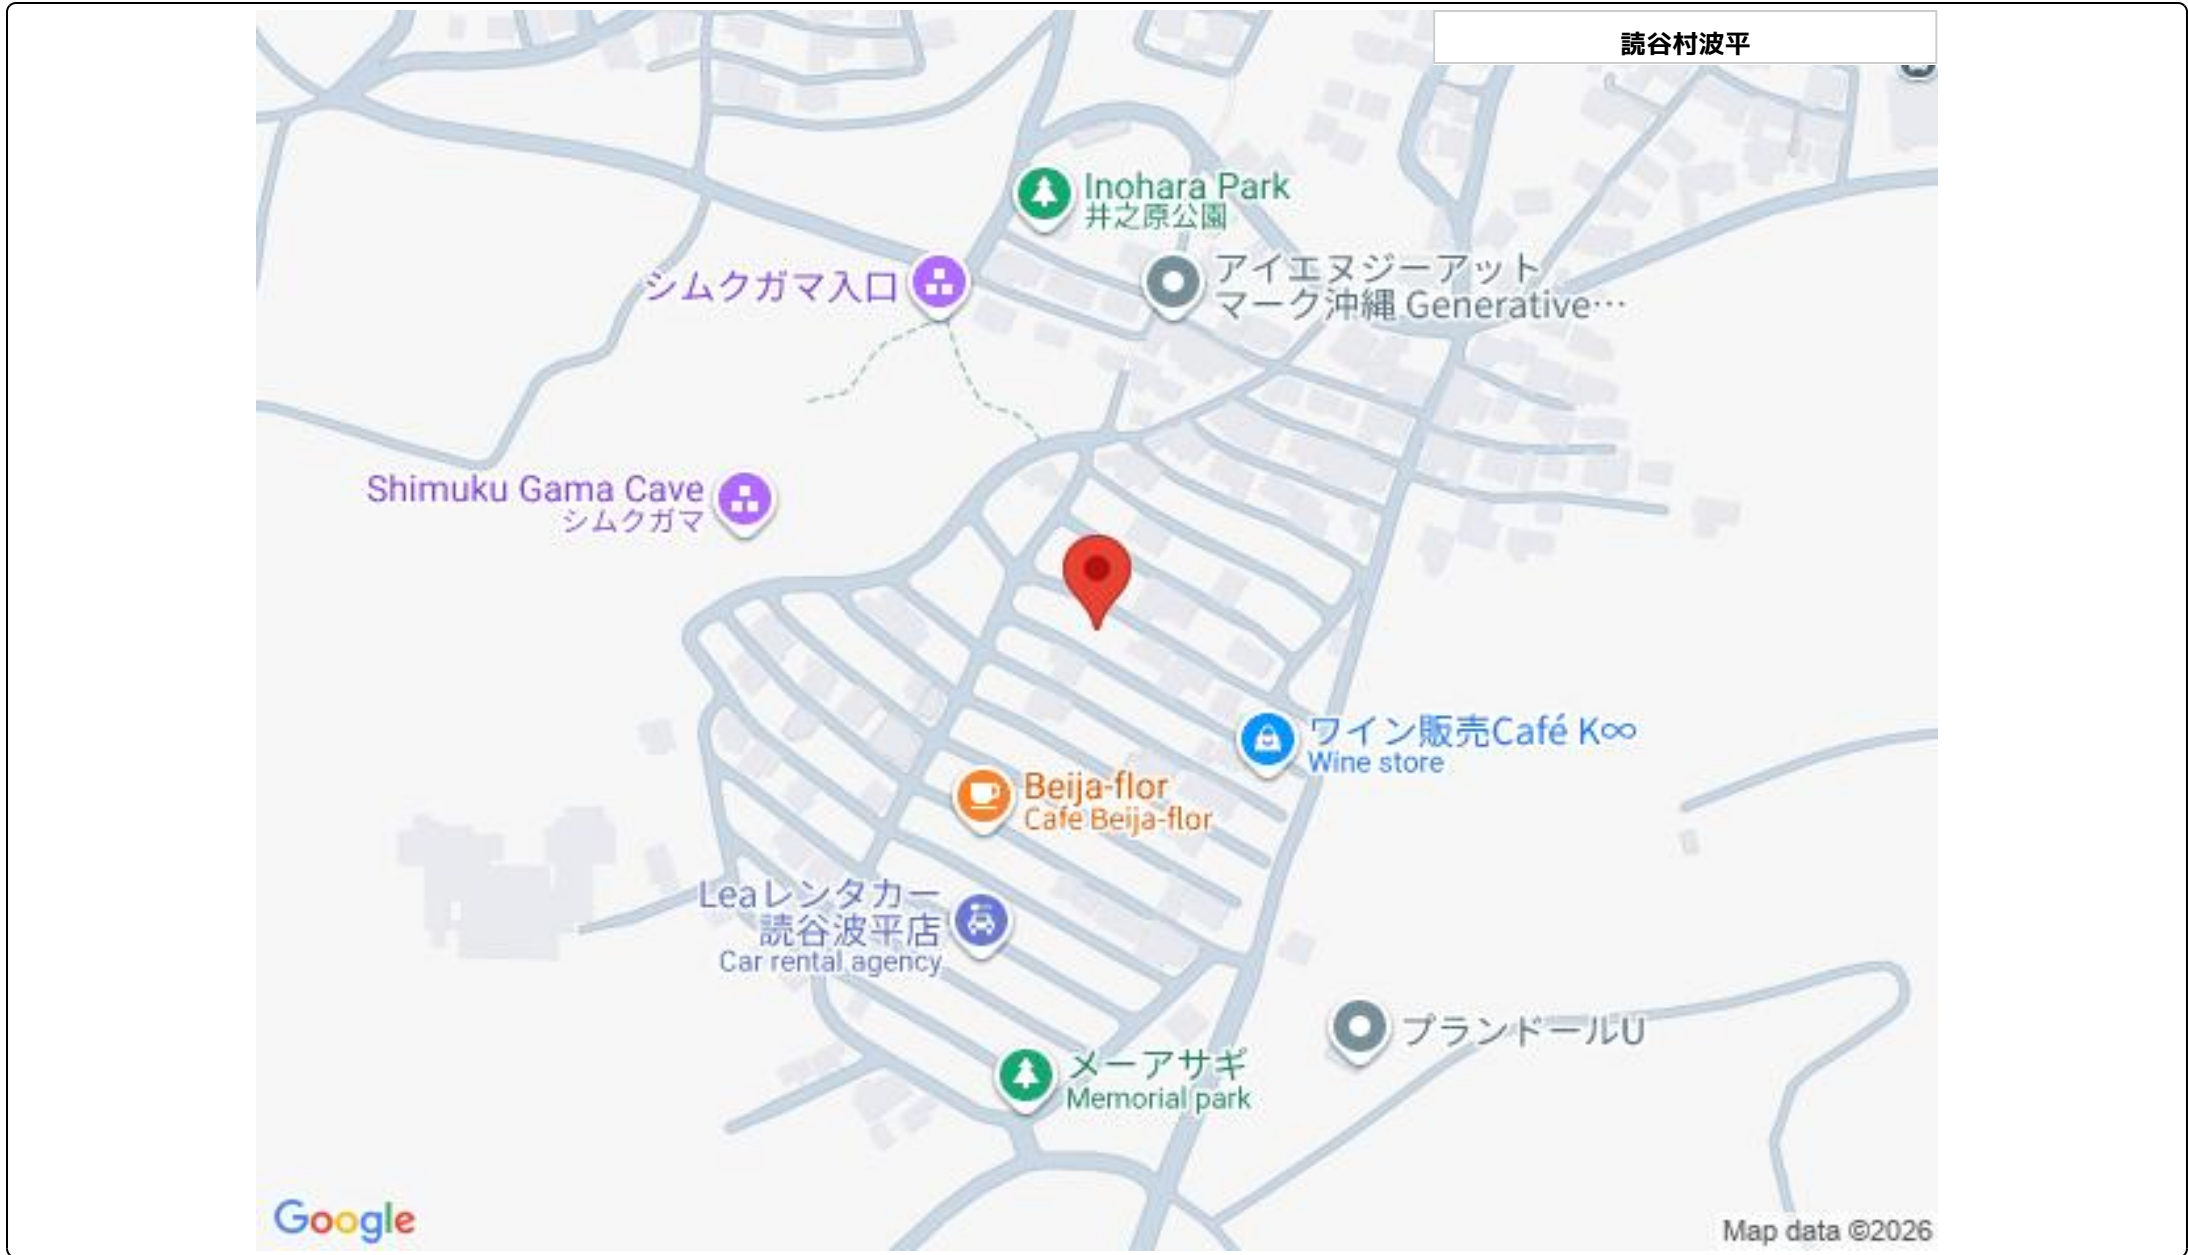 読谷村波平
Inohara Park
井之原公園
シムクガマ入口
アイエヌジーアット
マーク沖縄 Generative…
Shimuku Gama Cave
シムクガマ
ワイン販売Café K∞
Wine store
Beija-flor
Cafe Beija-flor
Leaレンタカー
読谷波平店
Car rental agency
プランドールU
メーアサギ
Memorial park
Google
Map data ©2026